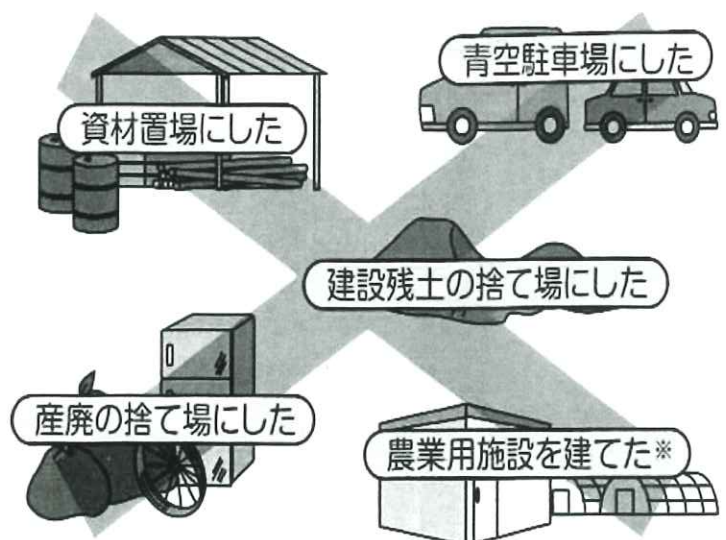 青空駐車場にした
資材置場にした
建設残土の捨て場にした
産廃の捨て場にした
農業用施設を建てた※